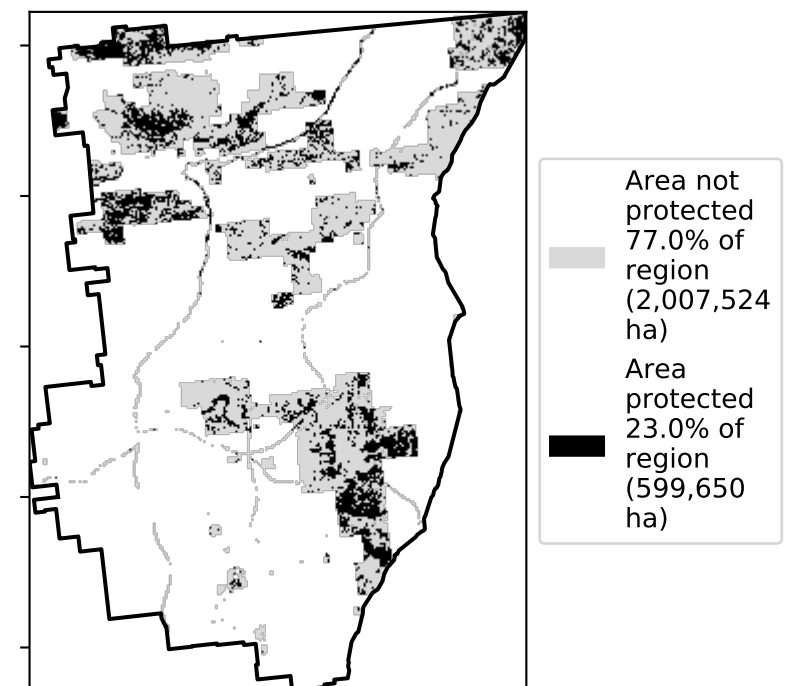 Area not
protected
77.0% of
region
(2,007,524
ha)
Area
protected
23.0% of
region
(599,650
ha)